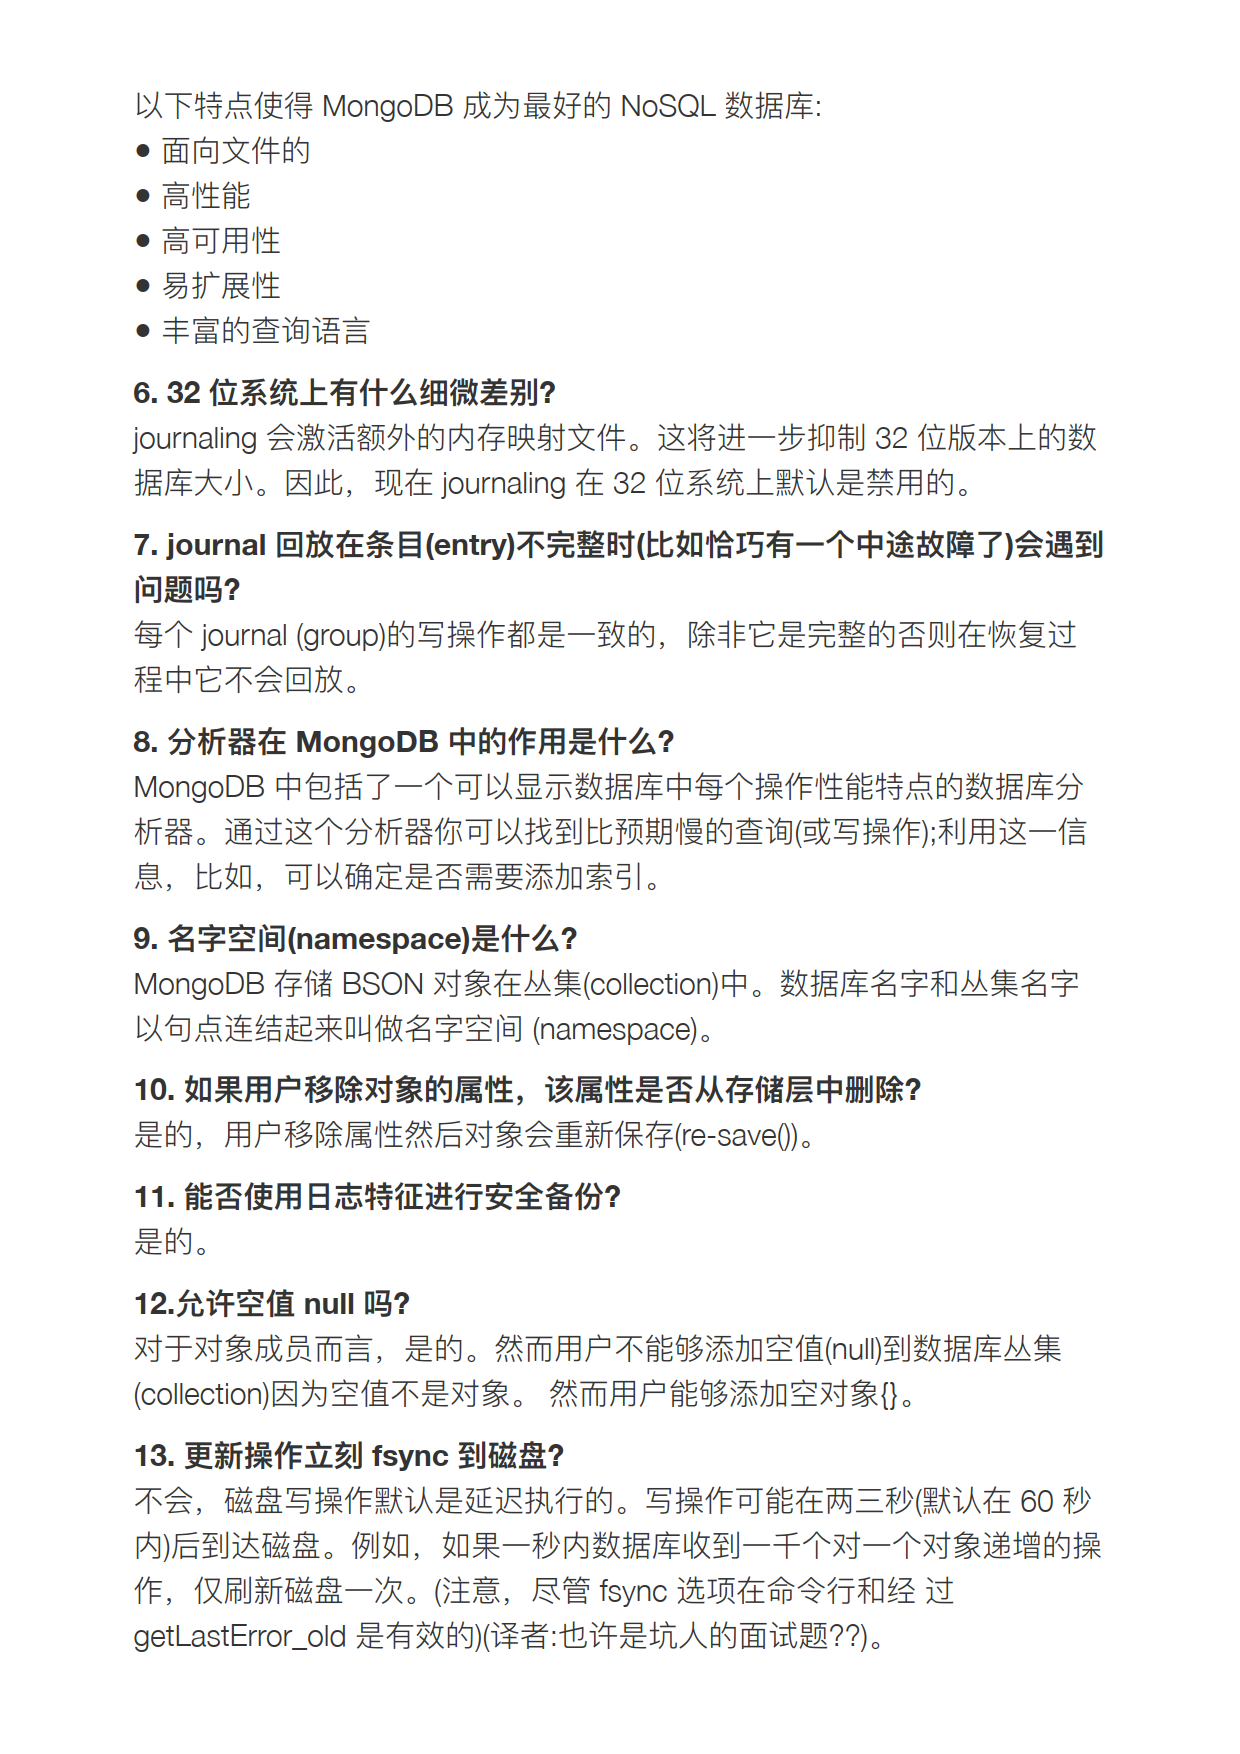 以下特点使得 MongoDB 成为最好的 NoSQL 数据库:
● 面向文件的
● 高性能
● 高可用性
● 易扩展性
● 丰富的查询语言
6. 32 位系统上有什么细微差别?
journaling 会激活额外的内存映射文件。这将进一步抑制 32 位版本上的数
据库大小。因此，现在 journaling 在 32 位系统上默认是禁用的。
7. journal 回放在条目(entry)不完整时(比如恰巧有一个中途故障了)会遇到
问题吗?
每个 journal (group)的写操作都是一致的，除非它是完整的否则在恢复过
程中它不会回放。
8. 分析器在 MongoDB 中的作用是什么?
MongoDB 中包括了一个可以显示数据库中每个操作性能特点的数据库分
析器。通过这个分析器你可以找到比预期慢的查询(或写操作);利用这一信
息，比如，可以确定是否需要添加索引。
9. 名字空间(namespace)是什么?
MongoDB 存储 BSON 对象在丛集(collection)中。数据库名字和丛集名字
以句点连结起来叫做名字空间 (namespace)。
10. 如果用户移除对象的属性，该属性是否从存储层中删除?
是的，用户移除属性然后对象会重新保存(re-save())。
11. 能否使用日志特征进行安全备份?
是的。
12.允许空值 null 吗?
对于对象成员而言，是的。然而用户不能够添加空值(null)到数据库丛集
(collection)因为空值不是对象。 然而用户能够添加空对象{}。
13. 更新操作立刻 fsync 到磁盘?
不会，磁盘写操作默认是延迟执行的。写操作可能在两三秒(默认在 60 秒
内)后到达磁盘。例如，如果一秒内数据库收到一千个对一个对象递增的操
作，仅刷新磁盘一次。(注意，尽管 fsync 选项在命令行和经 过
getLastError_old 是有效的)(译者:也许是坑人的面试题??)。